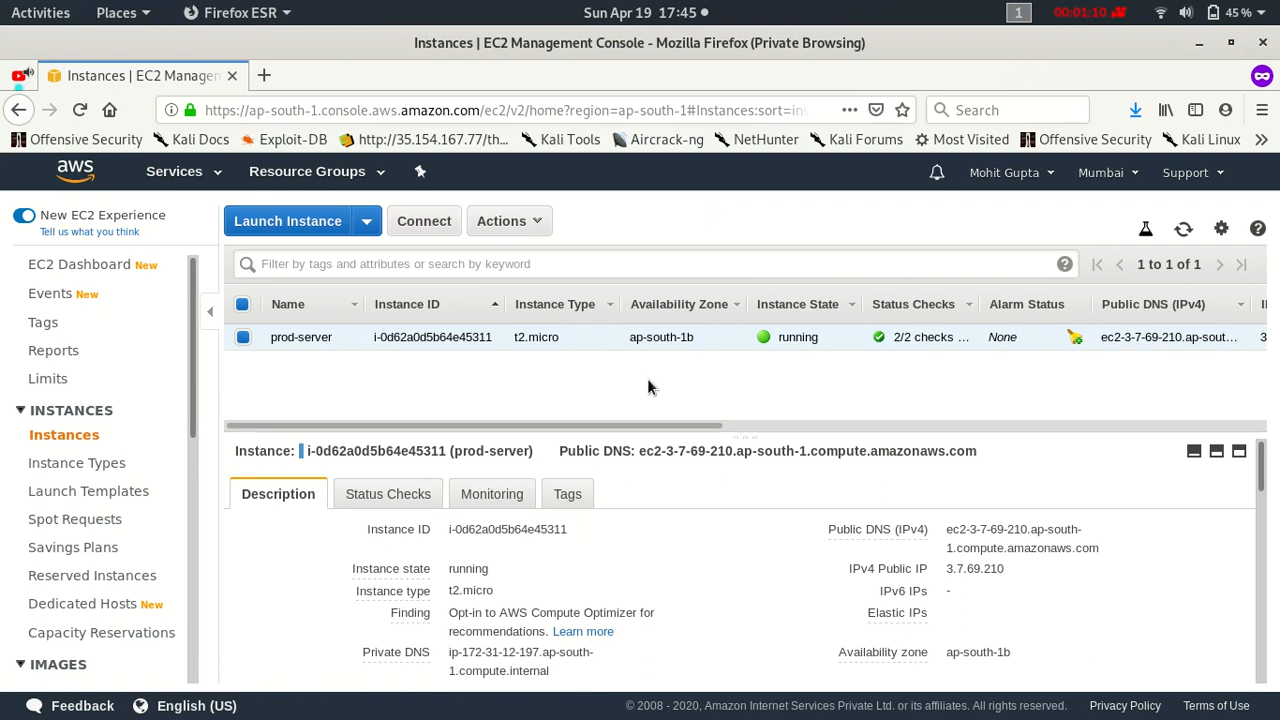 Activities Places Firefox ESR Sun Apr 19 17:45 1 00:01:10 45 %
Instances | EC2 Management Console - Mozilla Firefox (Private Browsing)
Instances | EC2 Managen
https://ap-south-1.console.aws.amazon.com/ec2/v2/home?region=ap-south-1#Instances:sort=ins Search
Offensive Security Kali Docs Exploit-DB http://35.154.167.77/th... Kali Tools Aircrack-ng NetHunter Kali Forums Most Visited Offensive Security Kali Linux
aws Services Resource Groups Mohit Gupta Mumbai Support
New EC2 Experience
Tell us what you think
Launch Instance Connect Actions
EC2 Dashboard New
Events New
Tags
Reports
Limits
INSTANCES
Instances
Instance Types
Launch Templates
Spot Requests
Savings Plans
Reserved Instances
Dedicated Hosts New
Capacity Reservations
IMAGES
Filter by tags and attributes or search by keyword 1 to 1 of 1
Name Instance ID Instance Type Availability Zone Instance State Status Checks Alarm Status Public DNS (IPv4)
prod-server i-0d62a0d5b64e45311 t2.micro ap-south-1b running 2/2 checks ... None ec2-3-7-69-210.ap-sout... 3
Instance: i-0d62a0d5b64e45311 (prod-server) Public DNS: ec2-3-7-69-210.ap-south-1.compute.amazonaws.com
Description Status Checks Monitoring Tags
Instance ID i-0d62a0d5b64e45311 Public DNS (IPv4) ec2-3-7-69-210.ap-south-
1.compute.amazonaws.com
Instance state running IPv4 Public IP 3.7.69.210
Instance type t2.micro IPv6 IPs -
Finding Opt-in to AWS Compute Optimizer for Elastic IPs
recommendations. Learn more
Private DNS ip-172-31-12-197.ap-south- Availability zone ap-south-1b
1.compute.internal
Feedback English (US) © 2008 - 2020, Amazon Internet Services Private Ltd. or its affiliates. All rights reserved. Privacy Policy Terms of Use